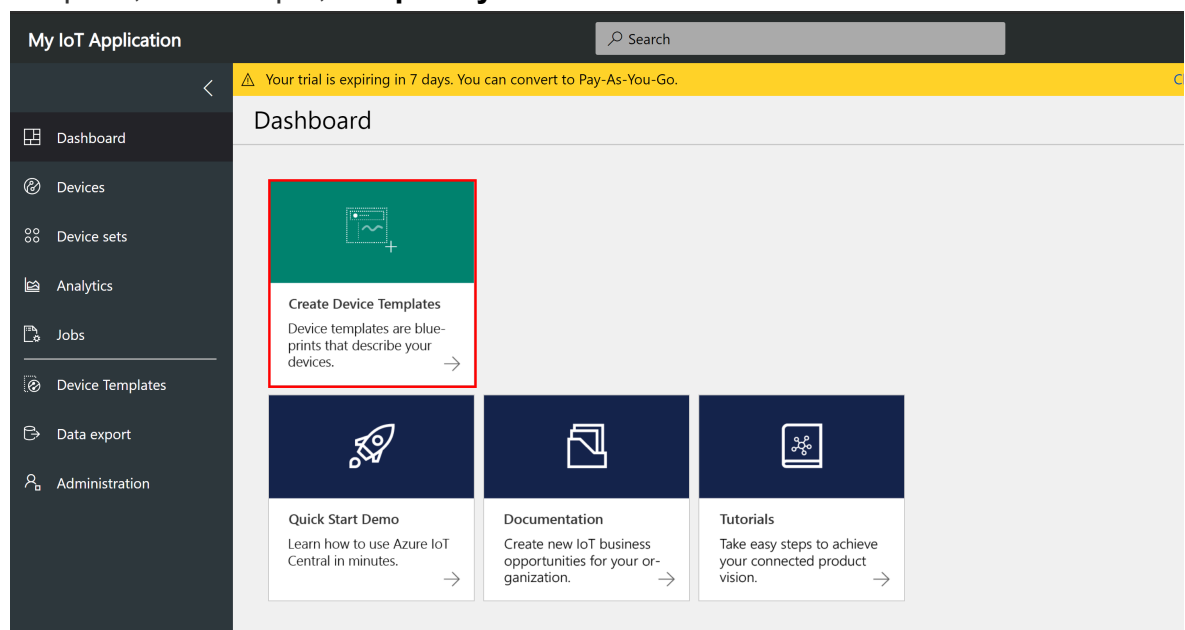 My IoT Application
Search
Your trial is expiring in 7 days. You can convert to Pay-As-You-Go.
Dashboard
Dashboard
Devices
Device sets
Analytics
Jobs
Device Templates
Data export
Administration
Create Device Templates
Device templates are blue-
prints that describe your
devices.
Quick Start Demo
Learn how to use Azure IoT
Central in minutes.
Documentation
Create new IoT business
opportunities for your or-
ganization.
Tutorials
Take easy steps to achieve
your connected product
vision.